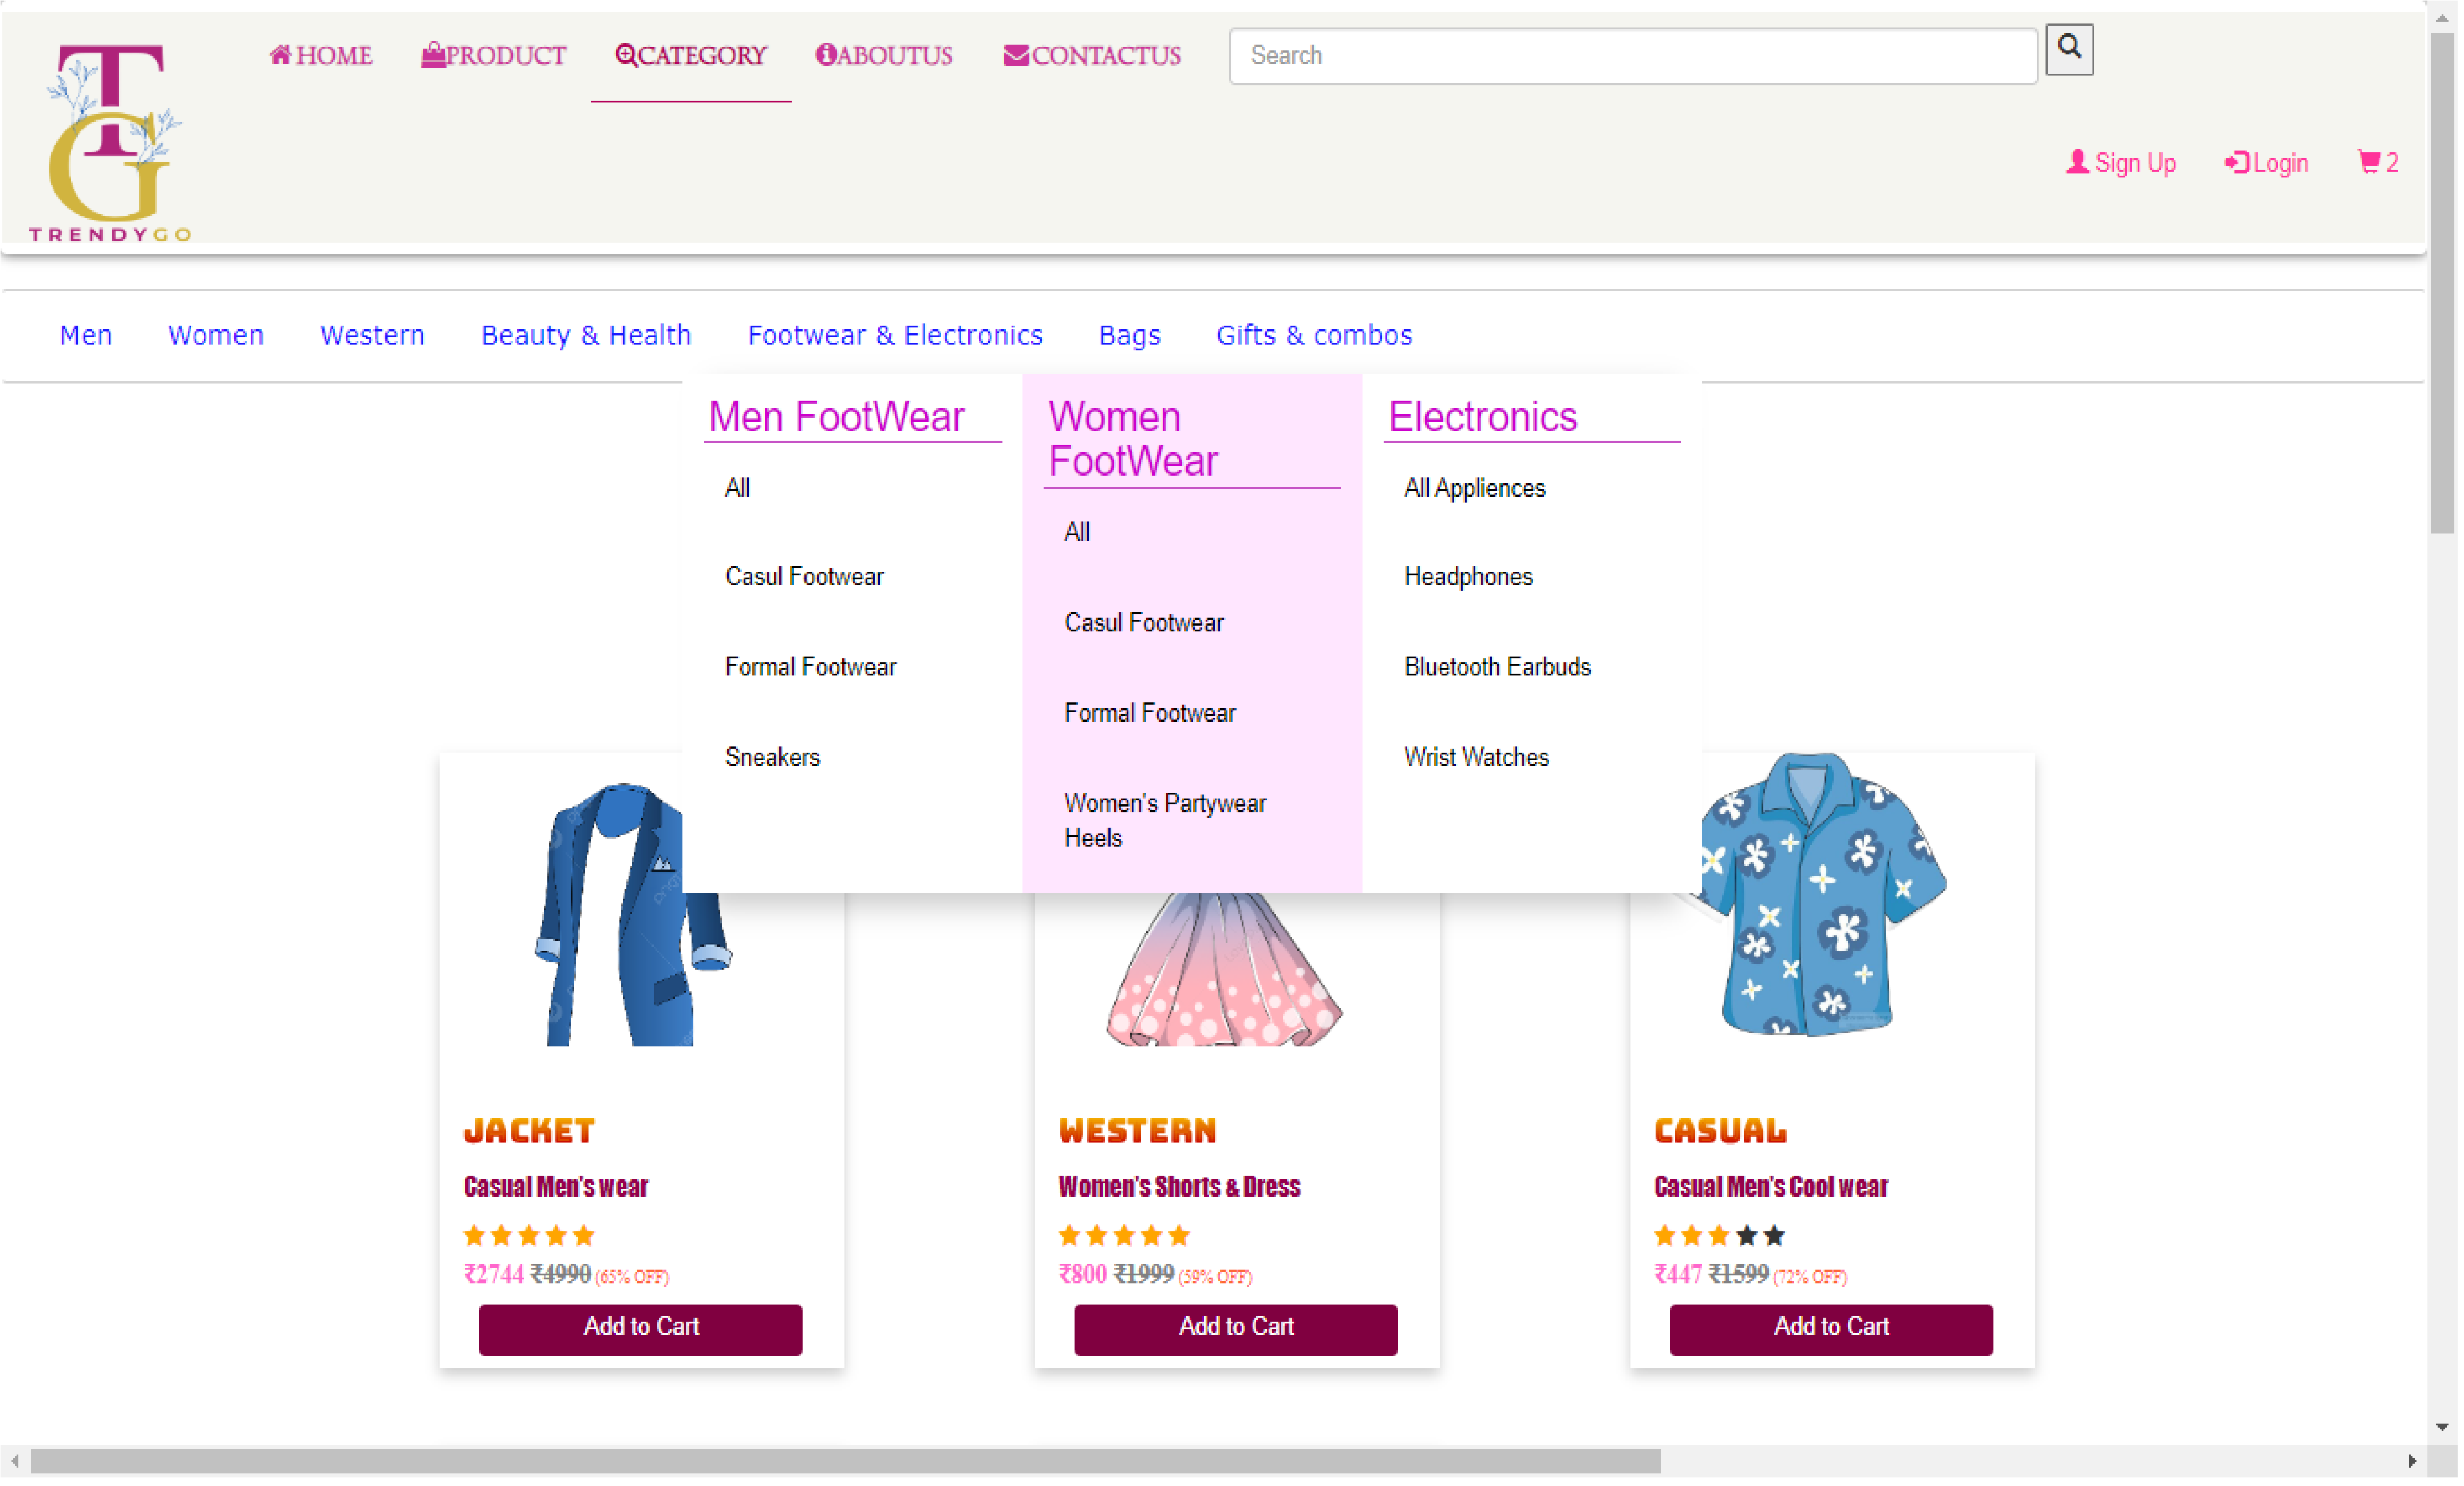 HOME PRODUCT CATEGORY ABOUTUS CONTACTUS Search
TG
TRENDYGO
Sign Up Login 2
Men Women Western Beauty & Health Footwear & Electronics Bags Gifts & combos
Men FootWear
All
Casul Footwear
Formal Footwear
Sneakers
Women
FootWear
All
Casul Footwear
Formal Footwear
Women's Partywear
Heels
Electronics
All Appliences
Headphones
Bluetooth Earbuds
Wrist Watches
JACKET
Casual Men's wear
₹2744 ₹4990 (65% OFF)
Add to Cart
WESTERN
Women's Shorts & Dress
₹800 ₹1999 (59% OFF)
Add to Cart
CASUAL
Casual Men's Cool wear
₹447 ₹1599 (72% OFF)
Add to Cart